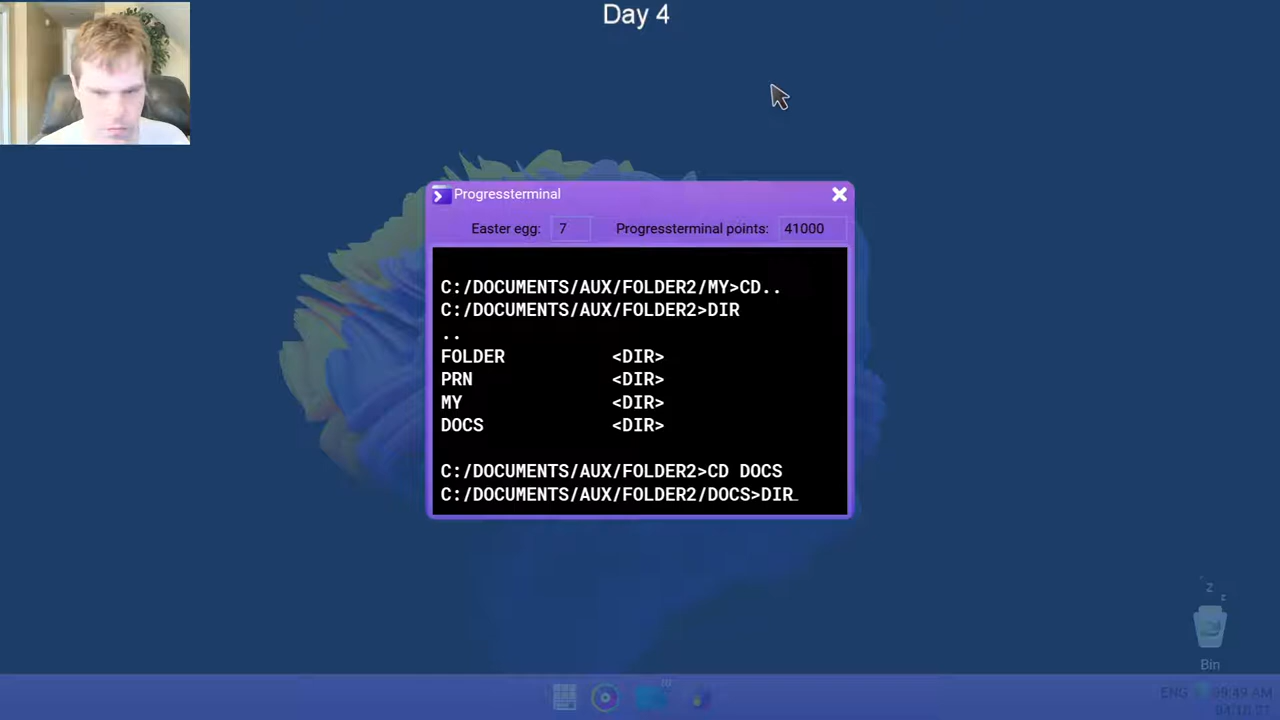 Day 4
Progressterminal
Easter egg: 7 Progressterminal points: 41000
C:/DOCUMENTS/AUX/FOLDER2/MY>CD..
C:/DOCUMENTS/AUX/FOLDER2>DIR
..
FOLDER <DIR>
PRN <DIR>
MY <DIR>
DOCS <DIR>
C:/DOCUMENTS/AUX/FOLDER2>CD DOCS
C:/DOCUMENTS/AUX/FOLDER2/DOCS>DIR_
Z
z
Bin
ENG
:49 AM